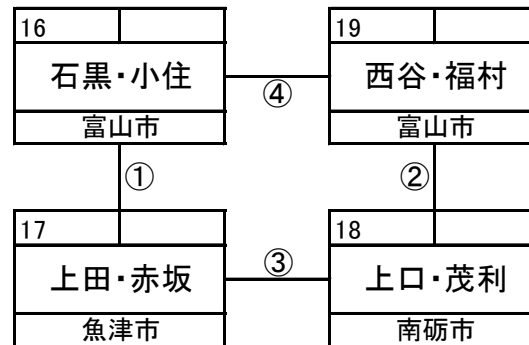 16
19
石黒・小住
西谷・福村
④
富山市
富山市
①
②
17
18
③
上田・赤坂
上口・茂利
魚津市
南砺市